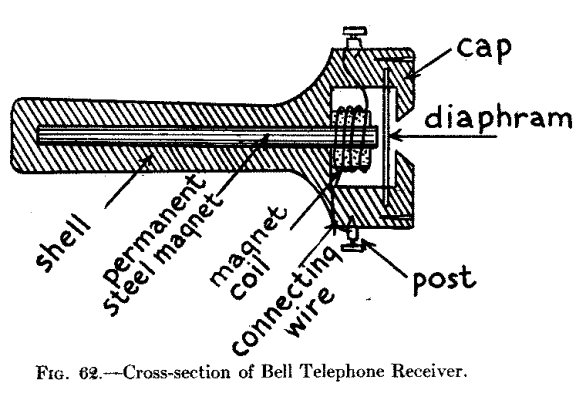 cap
diaphram
shell
permanent
steel magnet
magnet
coil
connecting
wire
post
FIG. 62.—Cross-section of Bell Telephone Receiver.